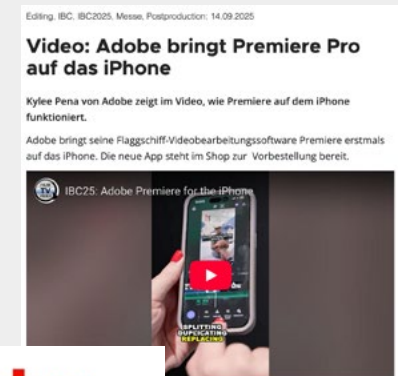 Editing, IBC, IBC2025, Messe, Postproduction; 14.09.2025
Video: Adobe bringt Premiere Pro
auf das iPhone
Kylee Pena von Adobe zeigt im Video, wie Premiere auf dem iPhone
funktioniert.
Adobe bringt seine Flaggschiff-Videobearbeitungssoftware Premiere erstmals
auf das iPhone. Die neue App steht im Shop zur Vorbestellung bereit.
TV
IBC25: Adobe Premiere for the iPhone
SPLITTING
DUPLICATING
REPLACING